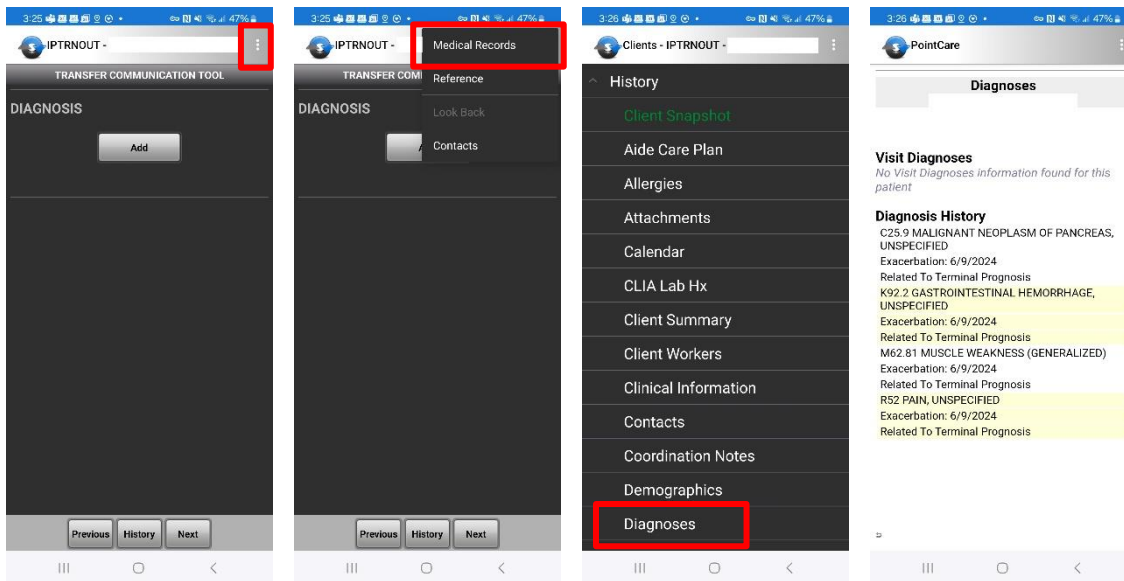 3:25 47%
IPTRNOUT -
TRANSFER COMMUNICATION TOOL
DIAGNOSIS
Add
Previous History Next
3:25 47%
IPTRNOUT -
Medical Records
TRANSFER COM
Reference
DIAGNOSIS
Look Back
A
Contacts
Previous History Next
3:26 47%
Clients - IPTRNOUT -
History
Client Snapshot
Aide Care Plan
Allergies
Attachments
Calendar
CLIA Lab Hx
Client Summary
Client Workers
Clinical Information
Contacts
Coordination Notes
Demographics
Diagnoses
3:26 47%
PointCare
Diagnoses
Visit Diagnoses
No Visit Diagnoses information found for this
patient
Diagnosis History
C25.9 MALIGNANT NEOPLASM OF PANCREAS,
UNSPECIFIED
Exacerbation: 6/9/2024
Related To Terminal Prognosis
K92.2 GASTROINTESTINAL HEMORRHAGE,
UNSPECIFIED
Exacerbation: 6/9/2024
Related To Terminal Prognosis
M62.81 MUSCLE WEAKNESS (GENERALIZED)
Exacerbation: 6/9/2024
Related To Terminal Prognosis
R52 PAIN, UNSPECIFIED
Exacerbation: 6/9/2024
Related To Terminal Prognosis